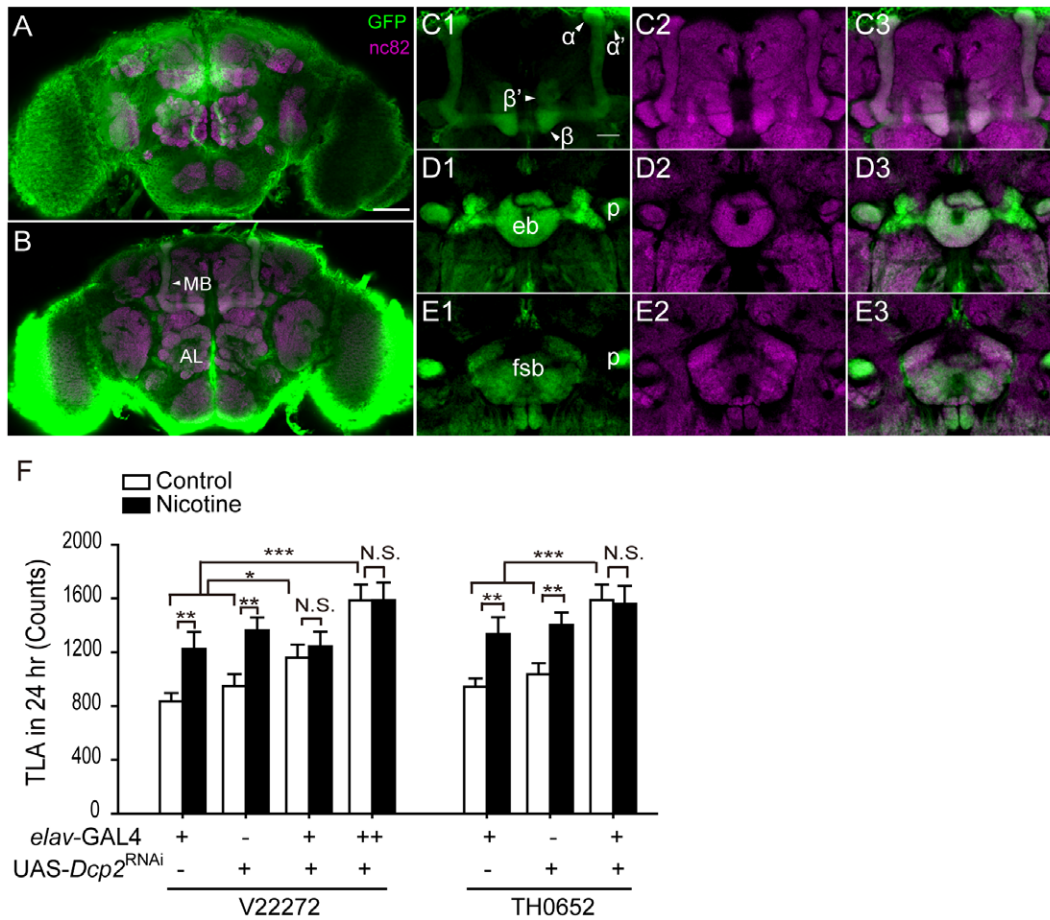 A
GFP
nc82
B
MB
AL
C1
α
α'
β'
β
C2
C3
D1
eb
p
D2
D3
E1
fsb
p
E2
E3
F
Control
Nicotine
TLA in 24 hr (Counts)
2000
1600
1200
800
400
0
*** N.S. *** N.S.
*
** ** N.S. ** **
elav-GAL4 + - + ++ + - +
UAS-Dcp2RNAi - + + + - + +
V22272 TH0652